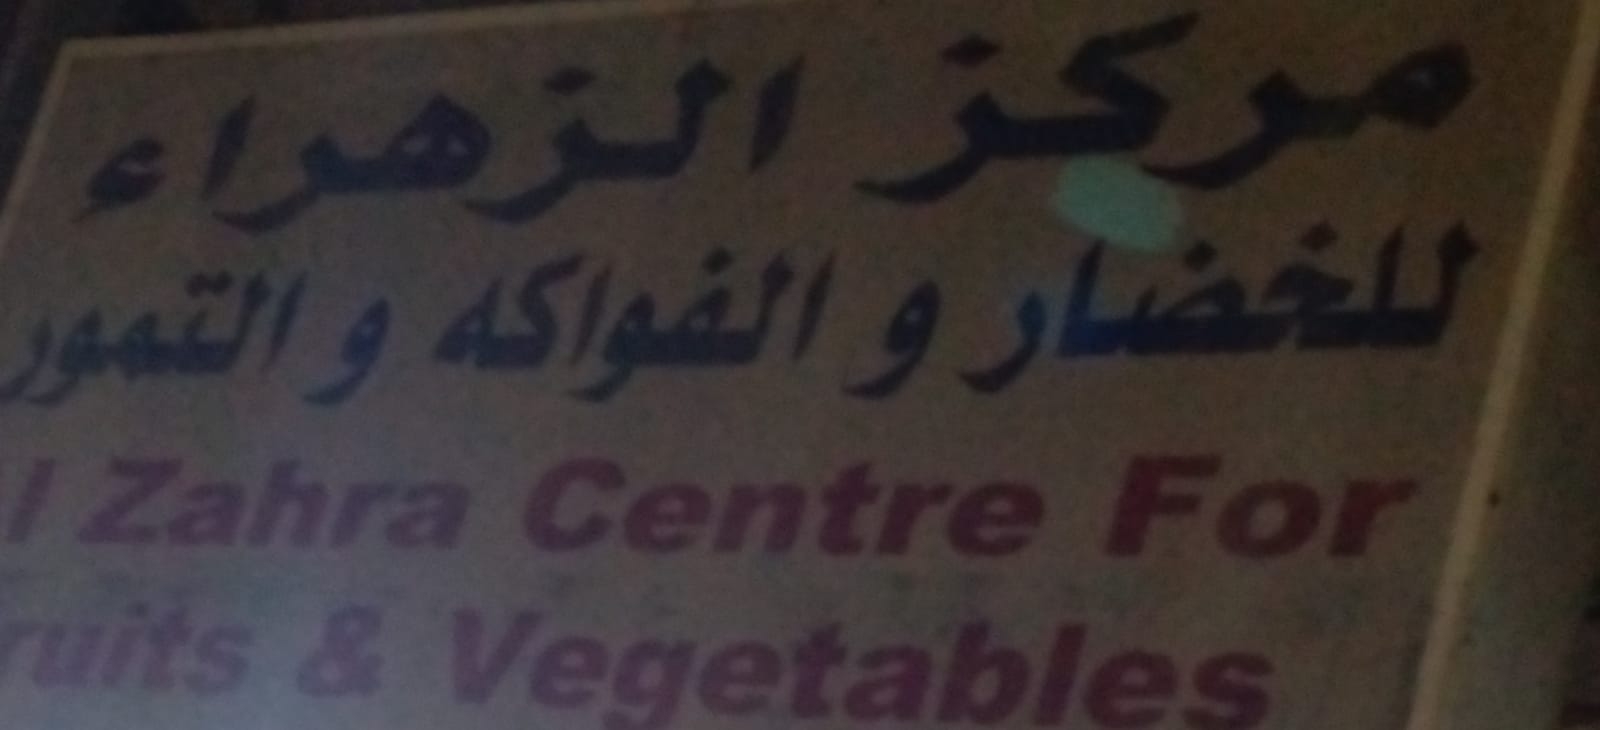 مركز الزهراء
للخضار و الفواكه و التمور
l Zahra Centre For
ruits & Vegetables